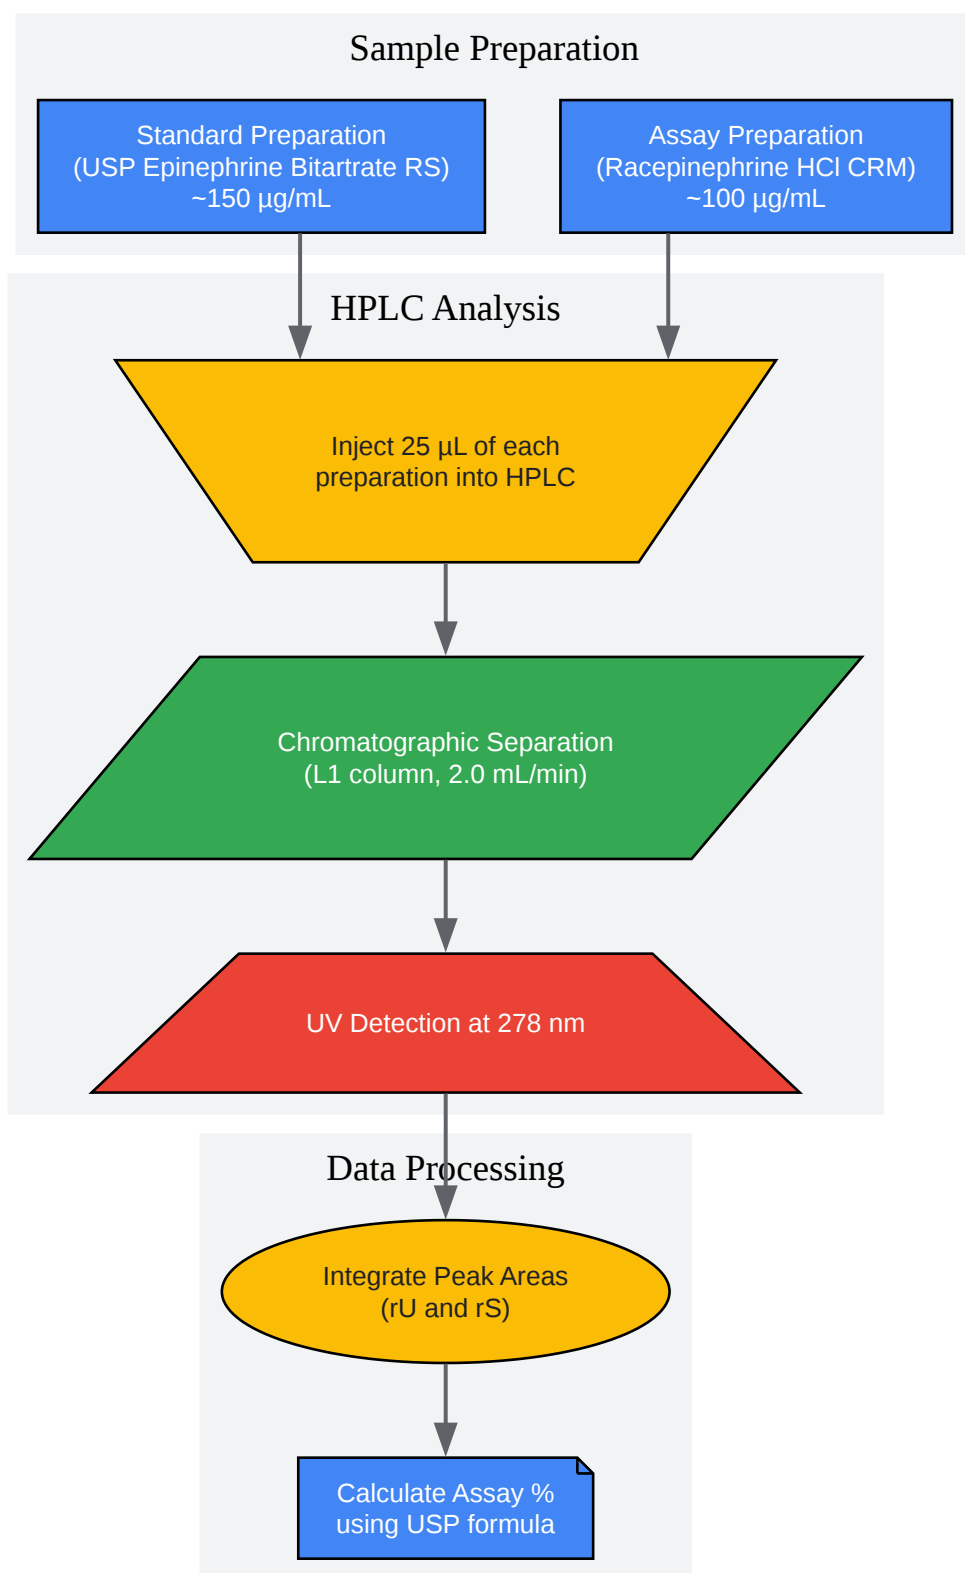 Sample Preparation
Standard Preparation
(USP Epinephrine Bitartrate RS)
~150 µg/mL
Assay Preparation
(Racepinephrine HCl CRM)
~100 µg/mL
HPLC Analysis
Inject 25 µL of each
preparation into HPLC
Chromatographic Separation
(L1 column, 2.0 mL/min)
UV Detection at 278 nm
Data Processing
Integrate Peak Areas
(rU and rS)
Calculate Assay %
using USP formula